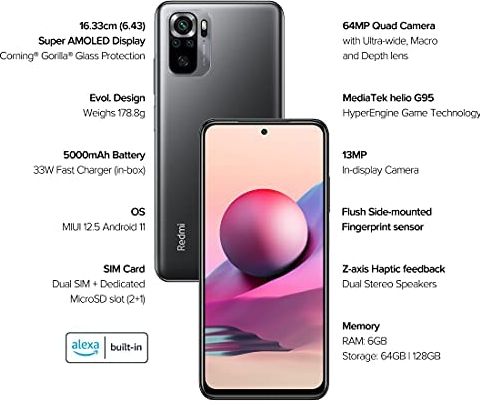 16.33cm (6.43)
Super AMOLED Display
Corning® Gorilla® Glass Protection
Evol. Design
Weighs 178.8g
5000mAh Battery
33W Fast Charger (in-box)
OS
MIUI 12.5 Android 11
SIM Card
Dual SIM + Dedicated
MicroSD slot (2+1)
alexa
built-in
Redmi
64MP Quad Camera
with Ultra-wide, Macro
and Depth lens
MediaTek helio G95
HyperEngine Game Technology
13MP
In-display Camera
Flush Side-mounted
Fingerprint sensor
Z-axis Haptic feedback
Dual Stereo Speakers
Memory
RAM: 6GB
Storage: 64GB | 128GB